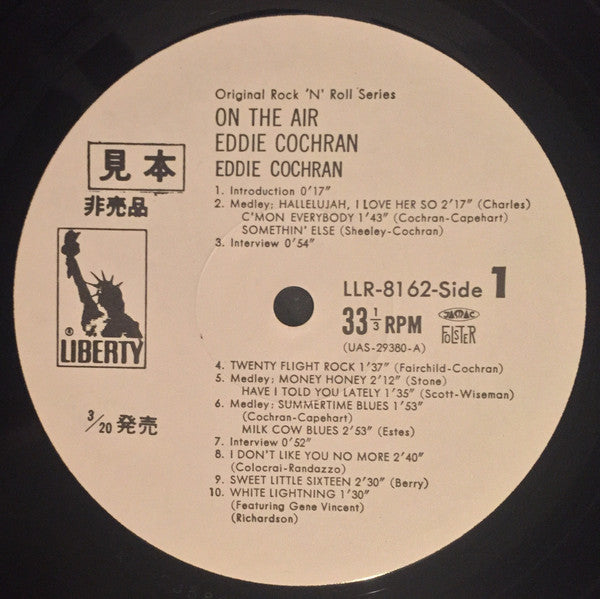 Original Rock 'N' Roll Series
ON THE AIR
EDDIE COCHRAN
EDDIE COCHRAN
見本
非売品
1. Introduction 0'17"
2. Medley; HALLELUJAH, I LOVE HER SO 2'17" (Charles)
C'MON EVERYBODY 1'43" (Cochran-Capehart)
SOMETHIN' ELSE (Sheeley-Cochran)
3. Interview 0'54"
® LIBERTY
LLR-8162-Side 1
33 1/3 RPM
(UAS-29380-A)
JASRAC
FOLSTER
4. TWENTY FLIGHT ROCK 1'37" (Fairchild-Cochran)
5. Medley; MONEY HONEY 2'12" (Stone)
HAVE I TOLD YOU LATELY 1'35" (Scott-Wiseman)
6. Medley; SUMMERTIME BLUES 1'53"
(Cochran-Capehart)
MILK COW BLUES 2'53" (Estes)
7. Interview 0'52"
8. I DON'T LIKE YOU NO MORE 2'40"
(Colocrai-Randazzo)
9. SWEET LITTLE SIXTEEN 2'30" (Berry)
10. WHITE LIGHTNING 1'30"
(Featuring Gene Vincent)
(Richardson)
3/20 発売